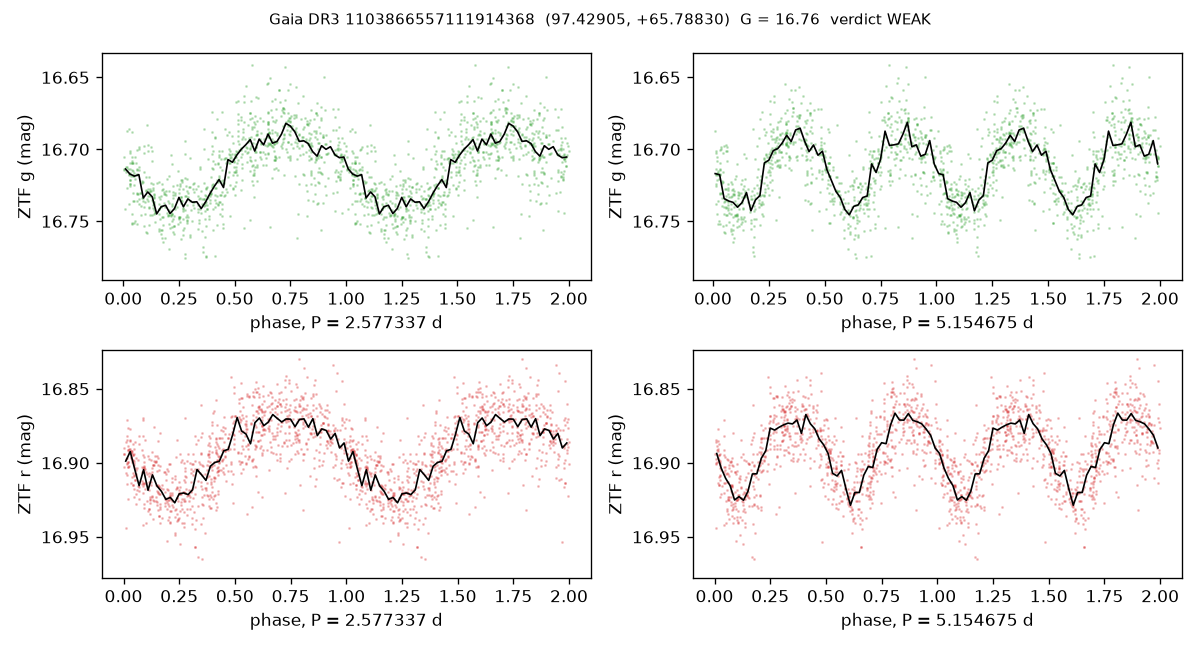 Gaia DR3 1103866557111914368  (97.42905, +65.78830)  G = 16.76  verdict WEAK
ZTF g (mag)
16.65
16.70
16.75
0.00 0.25 0.50 0.75 1.00 1.25 1.50 1.75 2.00
phase, P = 2.577337 d
ZTF g (mag)
16.65
16.70
16.75
0.00 0.25 0.50 0.75 1.00 1.25 1.50 1.75 2.00
phase, P = 5.154675 d
ZTF r (mag)
16.85
16.90
16.95
0.00 0.25 0.50 0.75 1.00 1.25 1.50 1.75 2.00
phase, P = 2.577337 d
ZTF r (mag)
16.85
16.90
16.95
0.00 0.25 0.50 0.75 1.00 1.25 1.50 1.75 2.00
phase, P = 5.154675 d